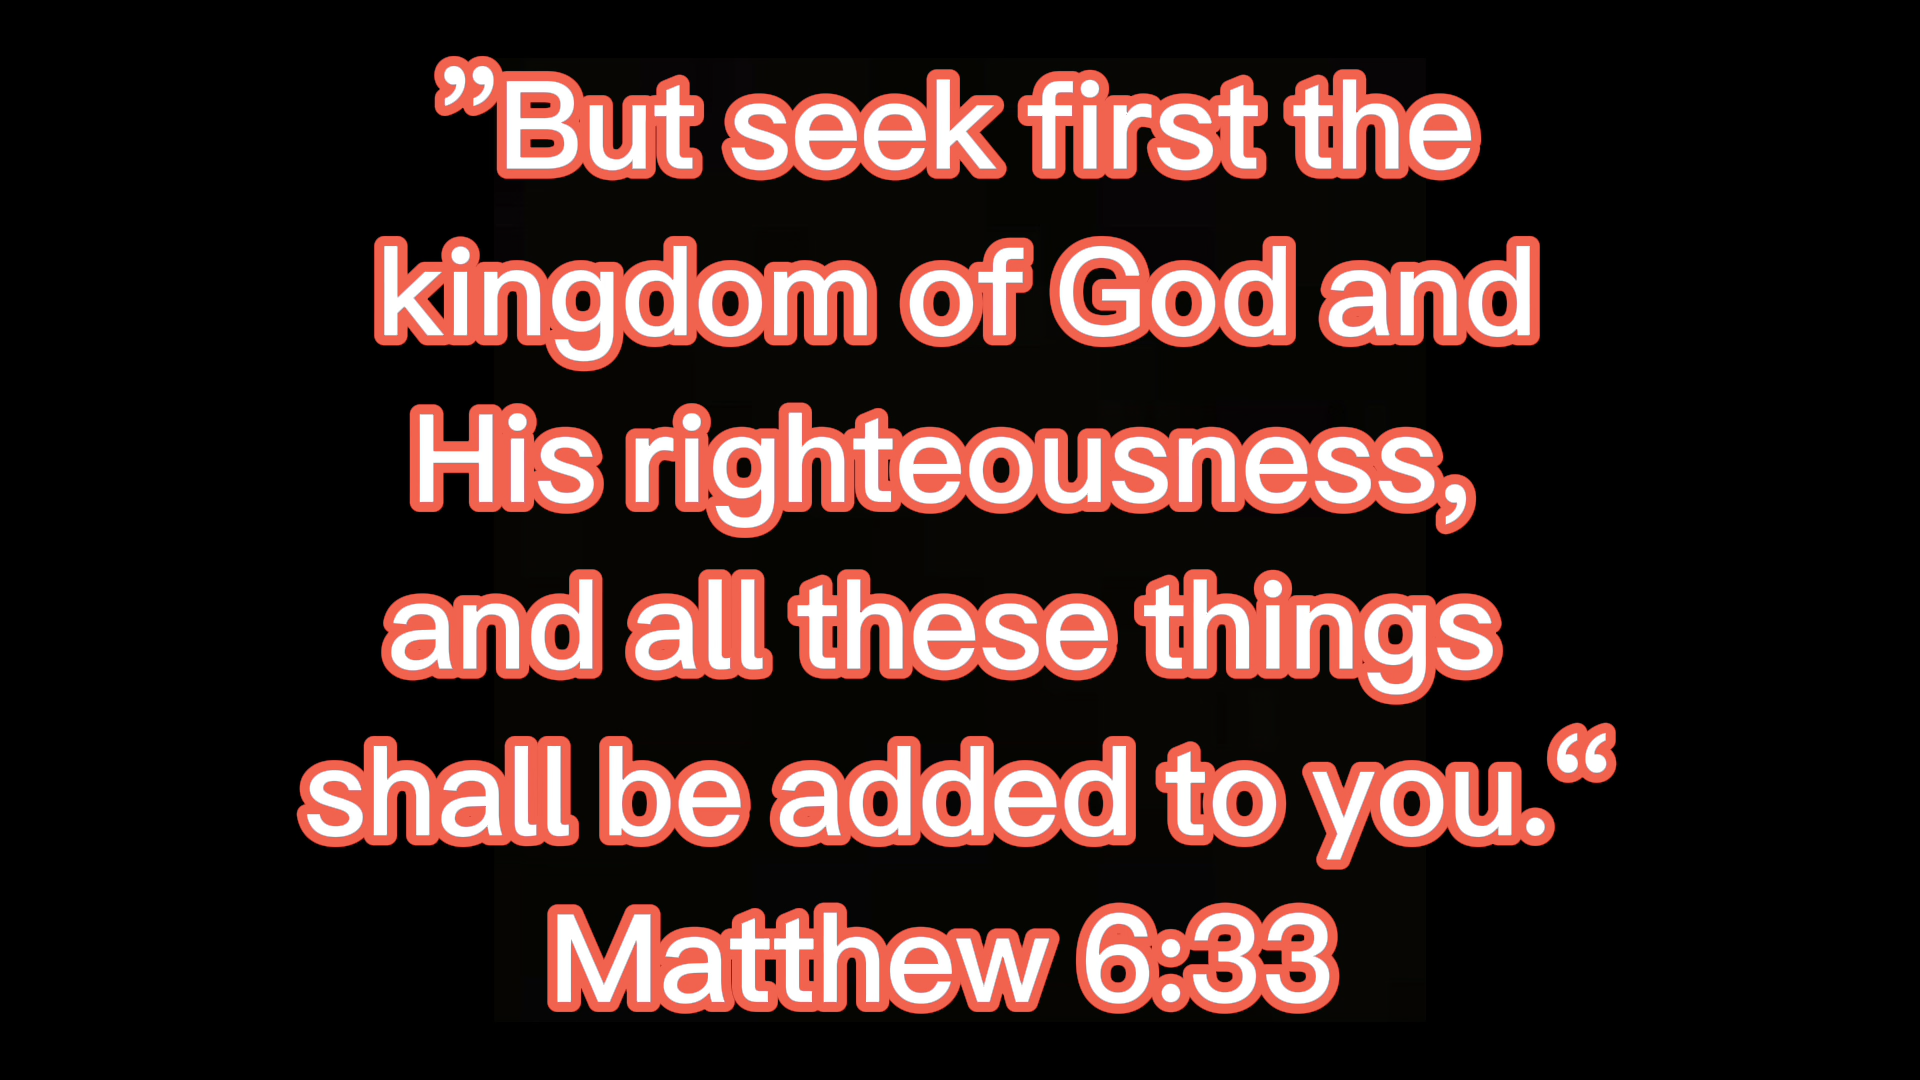 ”But seek first the
kingdom of God and
His righteousness,
and all these things
shall be added to you.“
Matthew 6:33